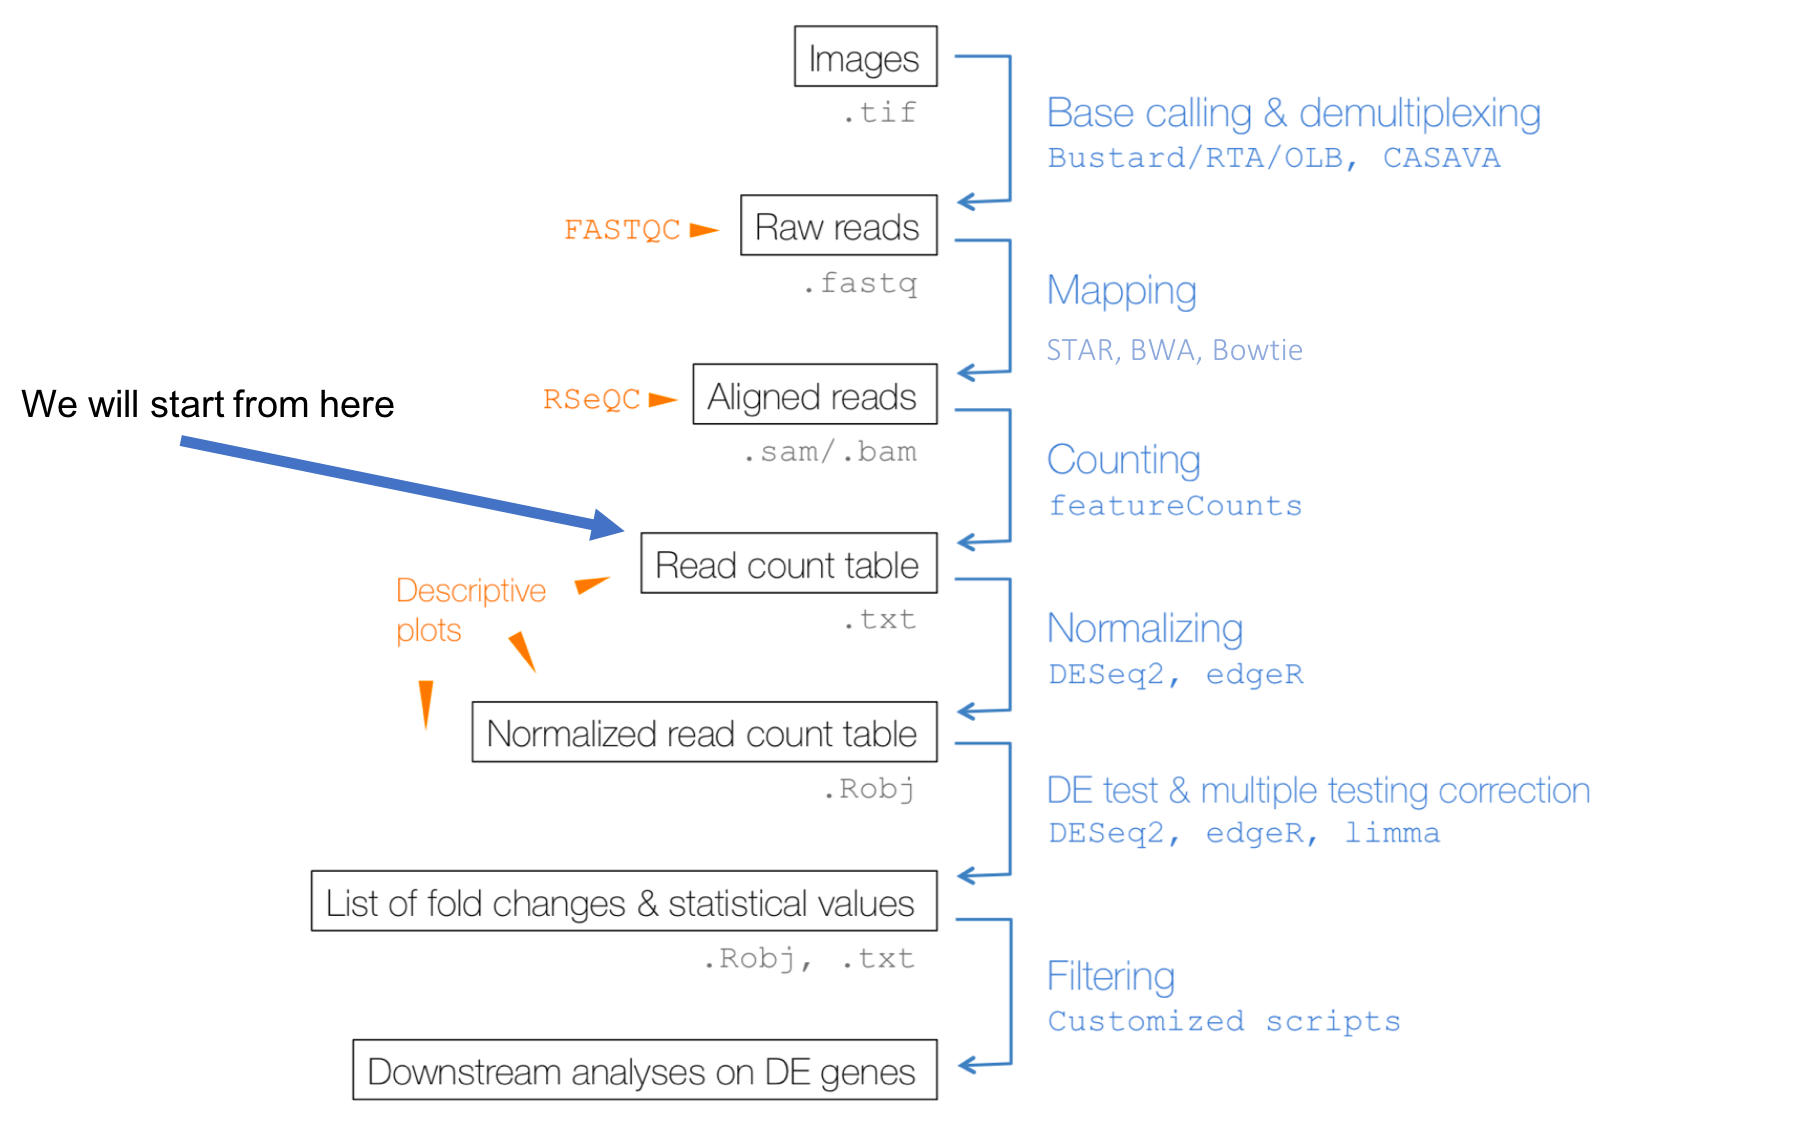 Images
.tif
Base calling & demultiplexing
Bustard/RTA/OLB, CASAVA
FASTQC
Raw reads
.fastq
Mapping
STAR, BWA, Bowtie
We will start from here
RSeQC
Aligned reads
.sam/.bam
Counting
featureCounts
Read count table
.txt
Descriptive
plots
Normalizing
DESeq2, edgeR
Normalized read count table
.Robj
DE test & multiple testing correction
DESeq2, edgeR, limma
List of fold changes & statistical values
.Robj, .txt
Filtering
Customized scripts
Downstream analyses on DE genes